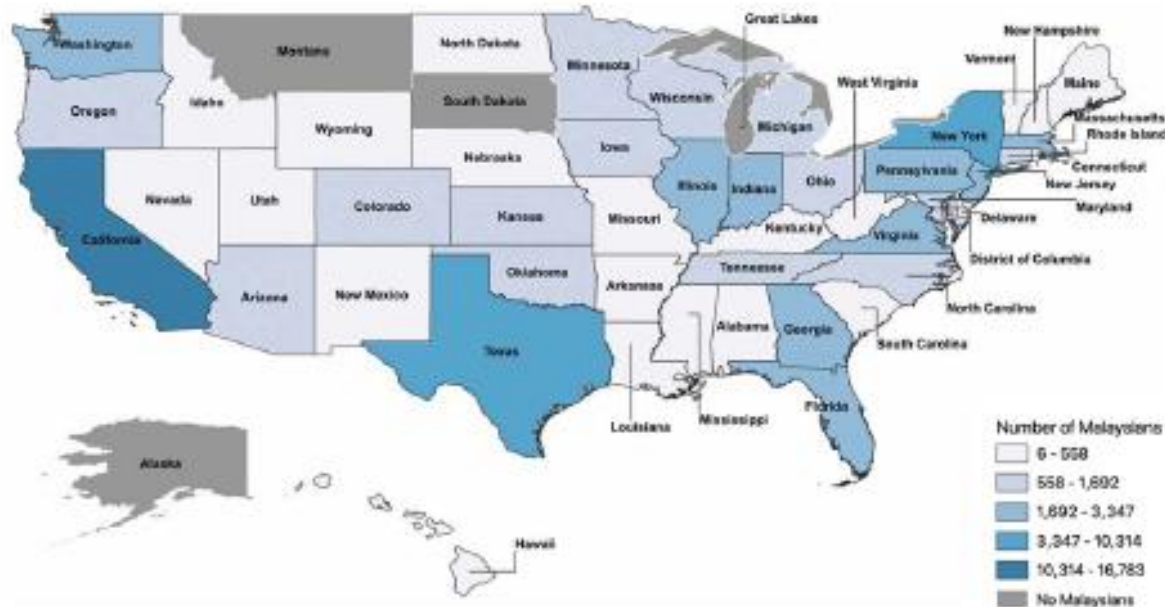 Great Lakes
New Hampshire
Washington
Montana
North Dakota
Minnesota
Vermont
Maine
West Virginia
Oregon
Idaho
South Dakota
Wisconsin
Michigan
New York
Massachusetts
Rhode Island
Wyoming
Iowa
Nebraska
Pennsylvania
Connecticut
New Jersey
Nevada
Utah
Colorado
Kansas
Missouri
Illinois
Indiana
Ohio
Maryland
Delaware
California
Kentucky
Virginia
District of Columbia
Arizona
New Mexico
Oklahoma
Arkansas
Tennessee
North Carolina
Texas
Alabama
Georgia
South Carolina
Louisiana
Mississippi
Florida
Alaska
Hawaii
Number of Malaysians
6 - 558
558 - 1,692
1,692 - 3,347
3,347 - 10,314
10,314 - 16,783
No Malaysians